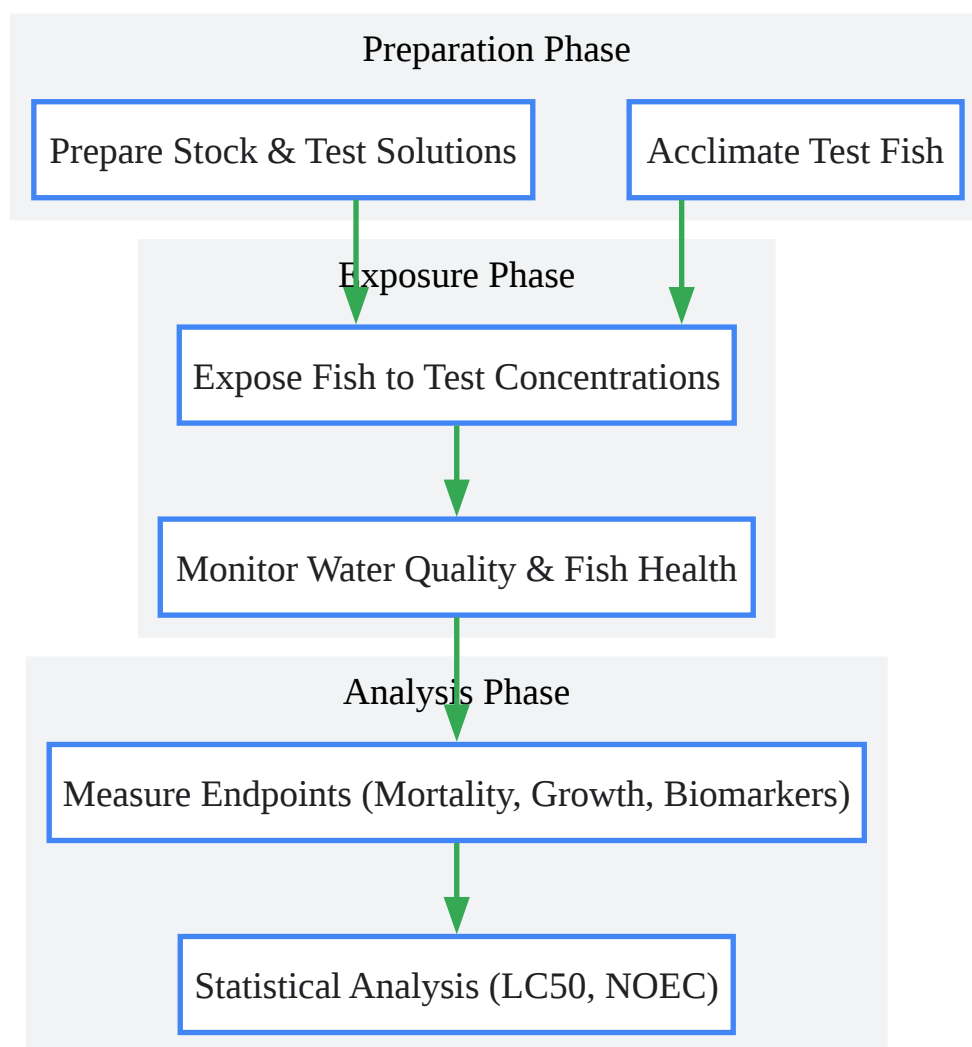 Preparation Phase
Prepare Stock & Test Solutions
Acclimate Test Fish
Exposure Phase
Expose Fish to Test Concentrations
Monitor Water Quality & Fish Health
Analysis Phase
Measure Endpoints (Mortality, Growth, Biomarkers)
Statistical Analysis (LC50, NOEC)